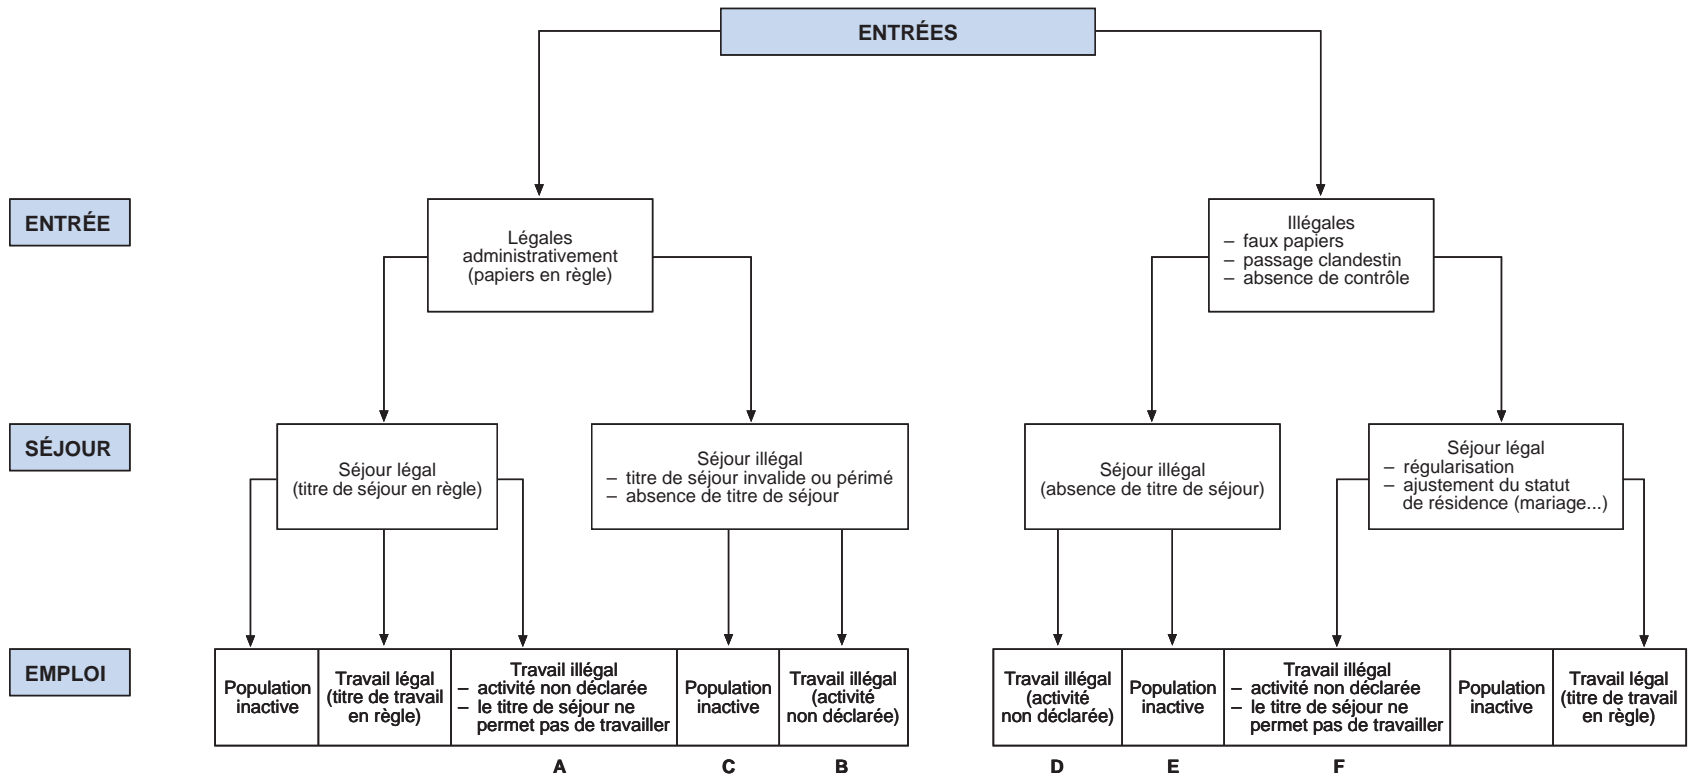 ENTRÉES
ENTRÉE
Légales
administrativement
(papiers en règle)
Illégales
– faux papiers
– passage clandestin
– absence de contrôle
SÉJOUR
Séjour légal
(titre de séjour en règle)
Séjour illégal
– titre de séjour invalide ou périmé
– absence de titre de séjour
Séjour illégal
(absence de titre de séjour)
Séjour légal
– régularisation
– ajustement du statut
de résidence (mariage...)
EMPLOI
Population
inactive
Travail légal
(titre de travail
en règle)
Travail illégal
– activité non déclarée
– le titre de séjour ne
permet pas de travailler
Population
inactive
Travail illégal
(activité
non déclarée)
Travail illégal
(activité
non déclarée)
Population
inactive
Travail illégal
– activité non déclarée
– le titre de séjour ne
permet pas de travailler
Population
inactive
Travail légal
(titre de travail
en règle)
A
C
B
D
E
F